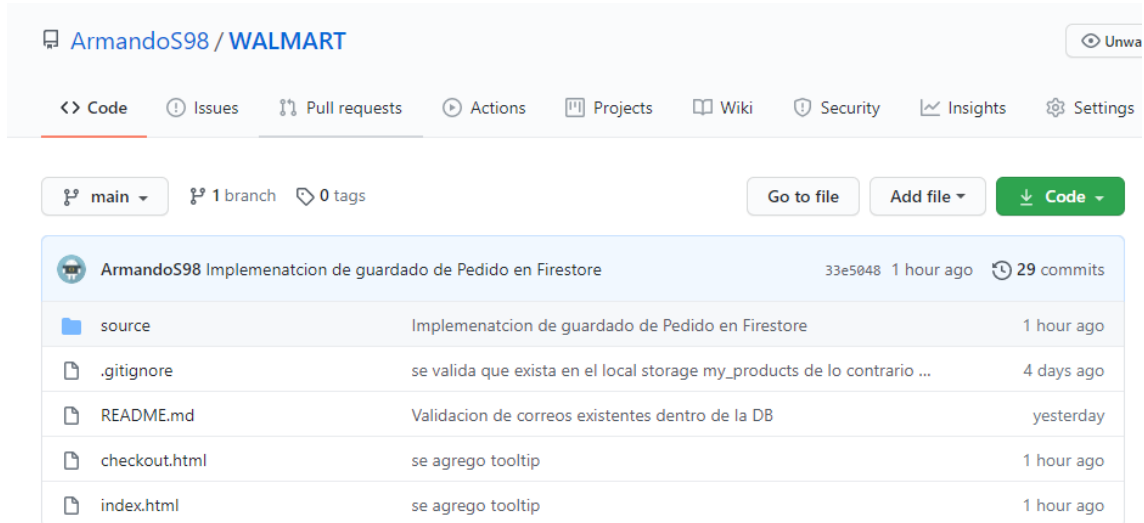 ArmandoS98 / WALMART
Unwa
Code Issues Pull requests Actions Projects Wiki Security Insights Settings
main 1 branch 0 tags Go to file Add file Code
ArmandoS98 Implemenatcion de guardado de Pedido en Firestore 33e5048 1 hour ago 29 commits
source Implemenatcion de guardado de Pedido en Firestore 1 hour ago
.gitignore se valida que exista en el local storage my_products de lo contrario ... 4 days ago
README.md Validacion de correos existentes dentro de la DB yesterday
checkout.html se agrego tooltip 1 hour ago
index.html se agrego tooltip 1 hour ago